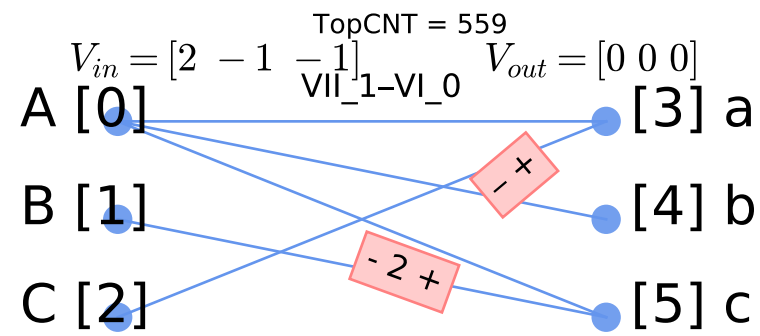 TopCNT = 559
V_in = [2 −1 −1] V_out = [0 0 0]
VII_1–VI_0
A [0] [3] a
- +
B [1] [4] b
- 2 +
C [2] [5] c